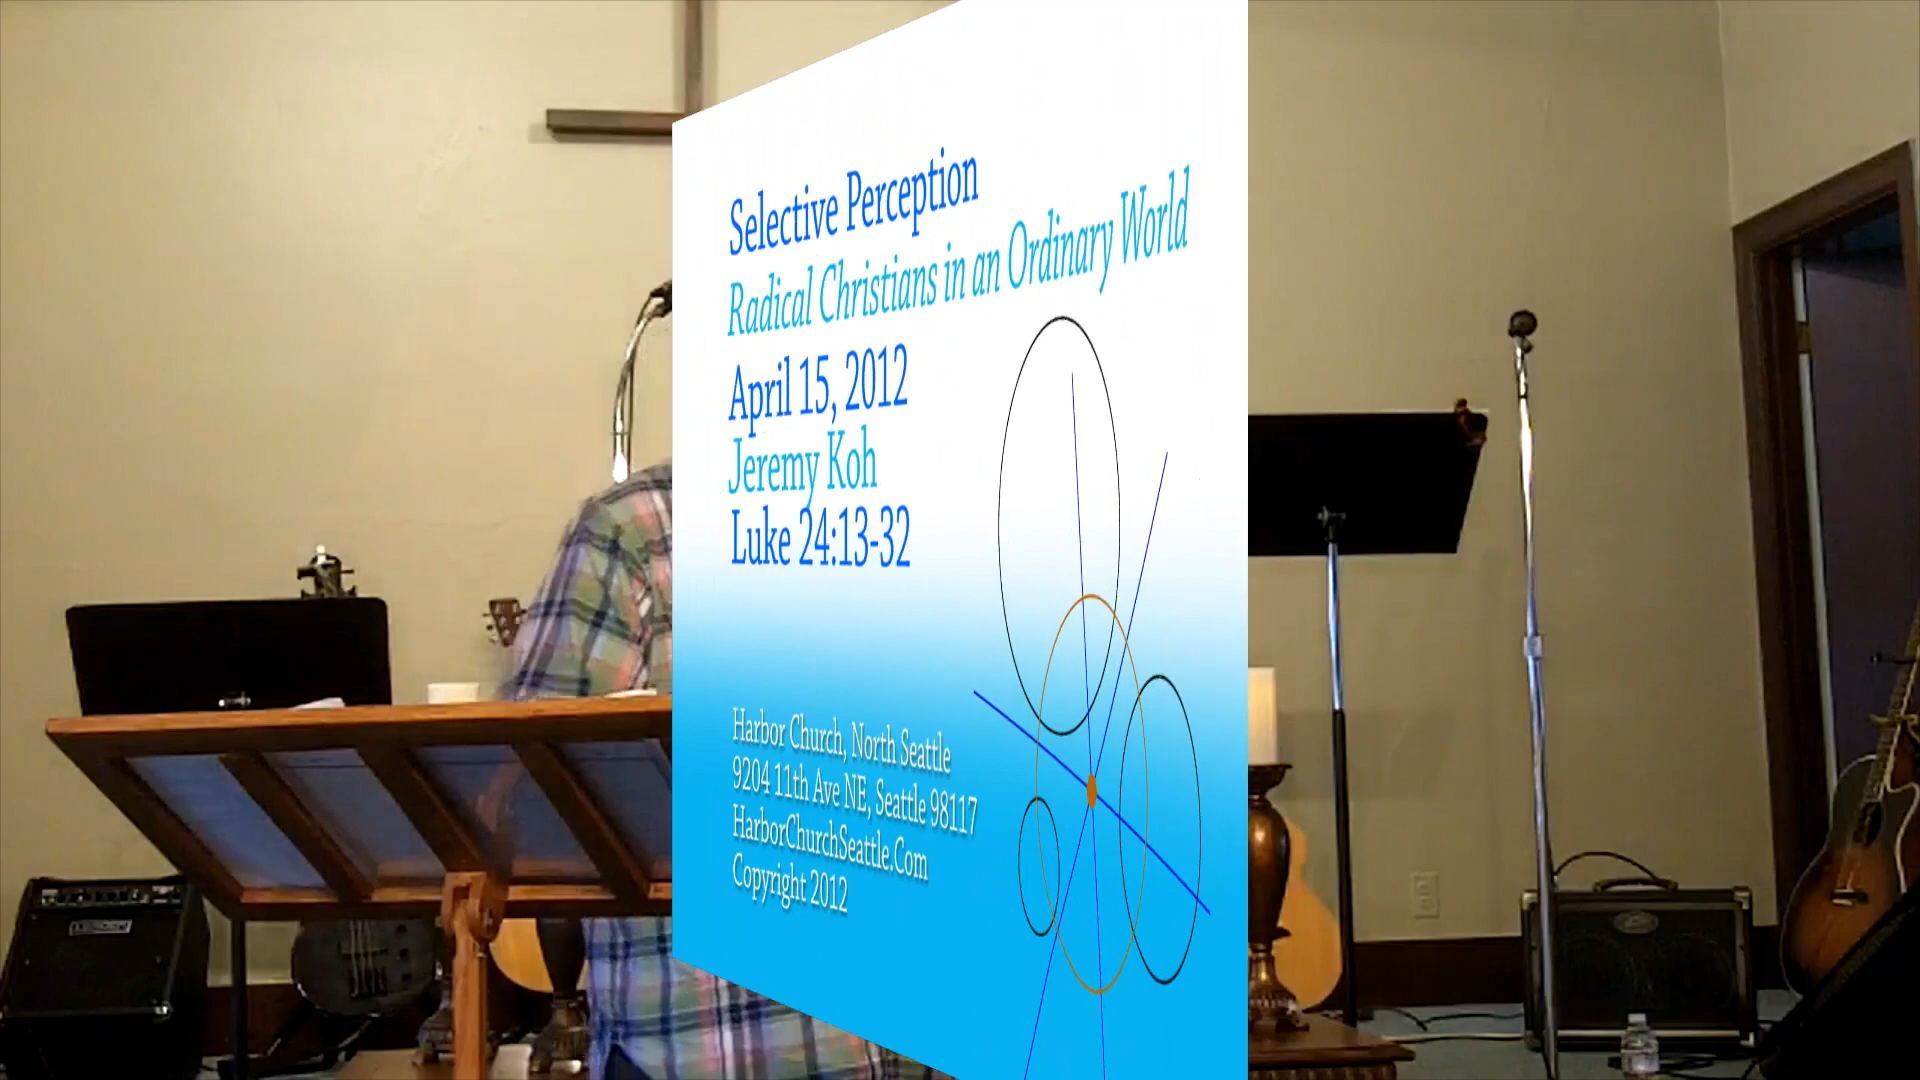 Selective Perception
Radical Christians in an Ordinary World
April 15, 2012
Jeremy Koh
Luke 24:13-32
Harbor Church, North Seattle
9204 11th Ave NE, Seattle 98117
HarborChurchSeattle.Com
Copyright 2012